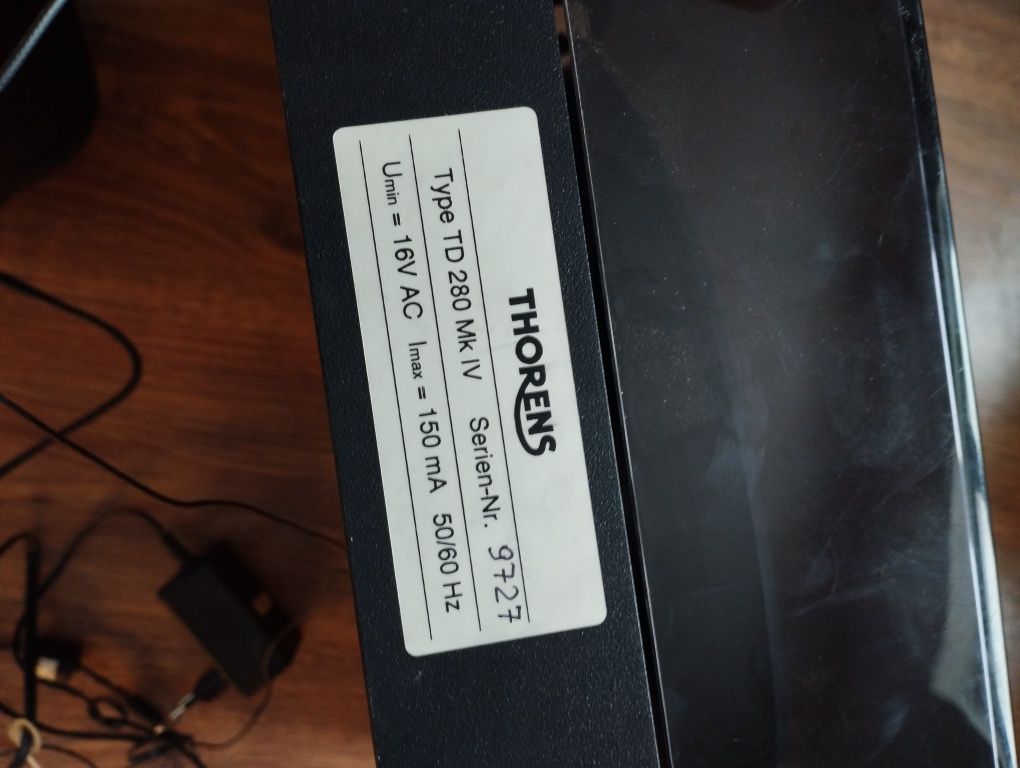 THORENS
Type TD 280 Mk IV Serien-Nr. 9727
Umin = 16V AC Imax = 150 mA 50/60 Hz